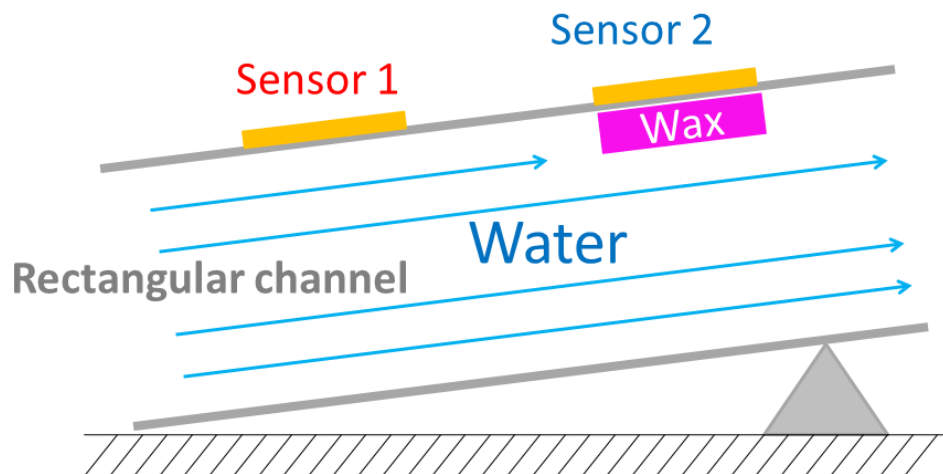 Sensor 2
Sensor 1
Wax
Water
Rectangular channel